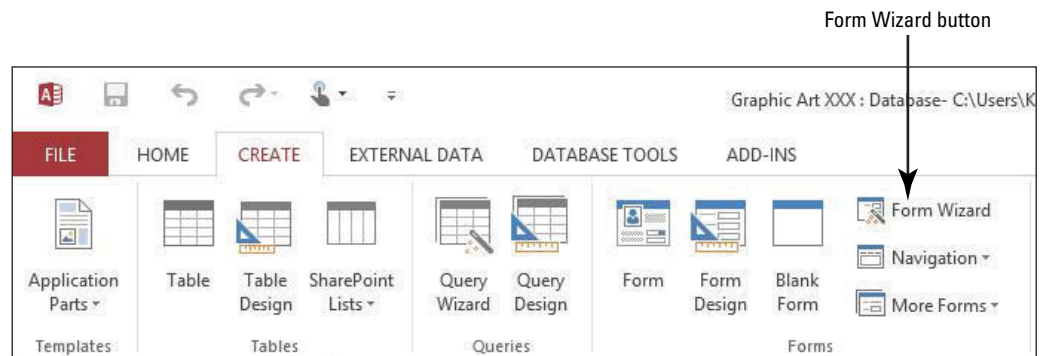 Form Wizard button
Graphic Art XXX : Database- C:\Users\K
FILE HOME CREATE EXTERNAL DATA DATABASE TOOLS ADD-INS
Application Parts
Table
Table Design
SharePoint Lists
Query Wizard
Query Design
Form
Form Design
Blank Form
Form Wizard
Navigation
More Forms
Templates Tables Queries Forms